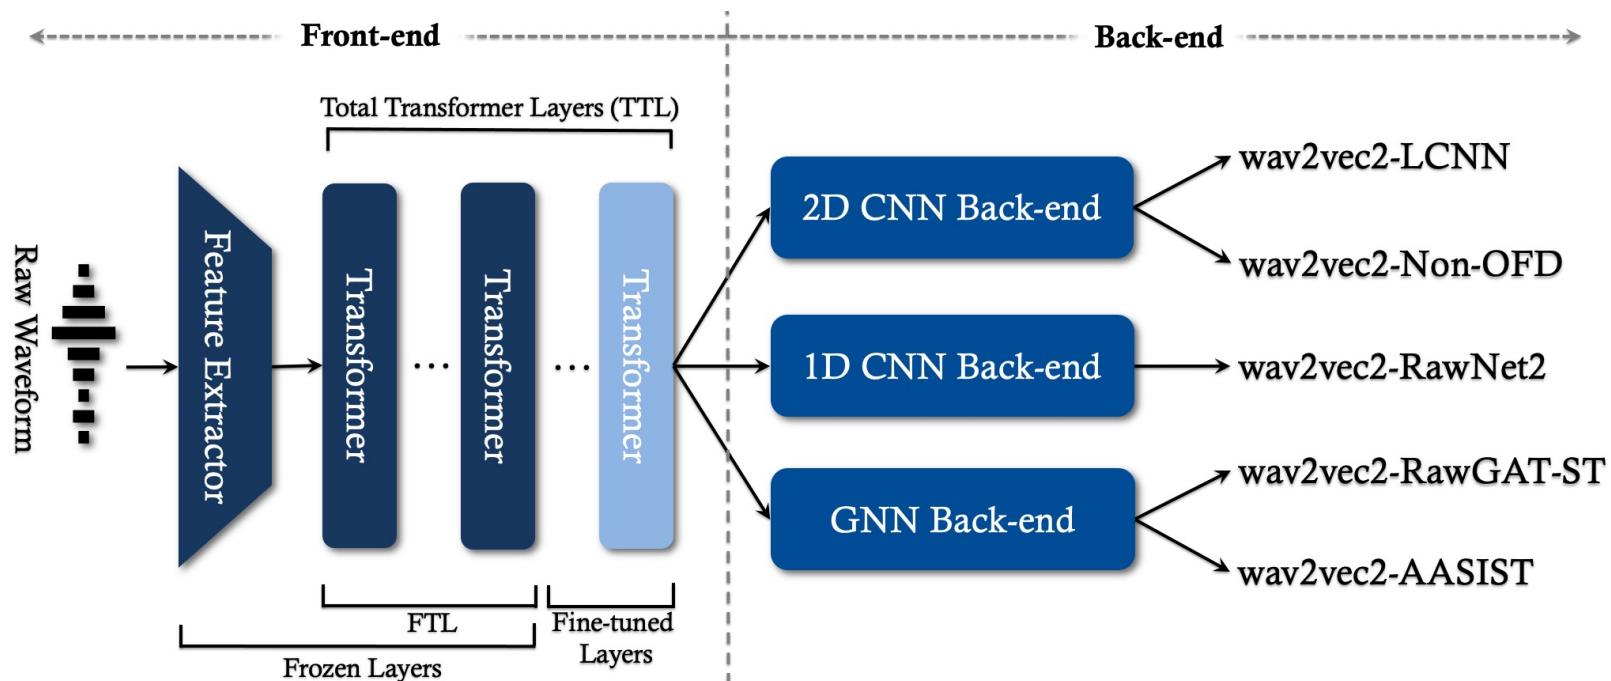 Front-end
Back-end
Total Transformer Layers (TTL)
Raw Waveform
Feature Extractor
Transformer
...
Transformer
...
Transformer
FTL
Fine-tuned
Layers
Frozen Layers
2D CNN Back-end
1D CNN Back-end
GNN Back-end
wav2vec2-LCNN
wav2vec2-Non-OFD
wav2vec2-RawNet2
wav2vec2-RawGAT-ST
wav2vec2-AASIST